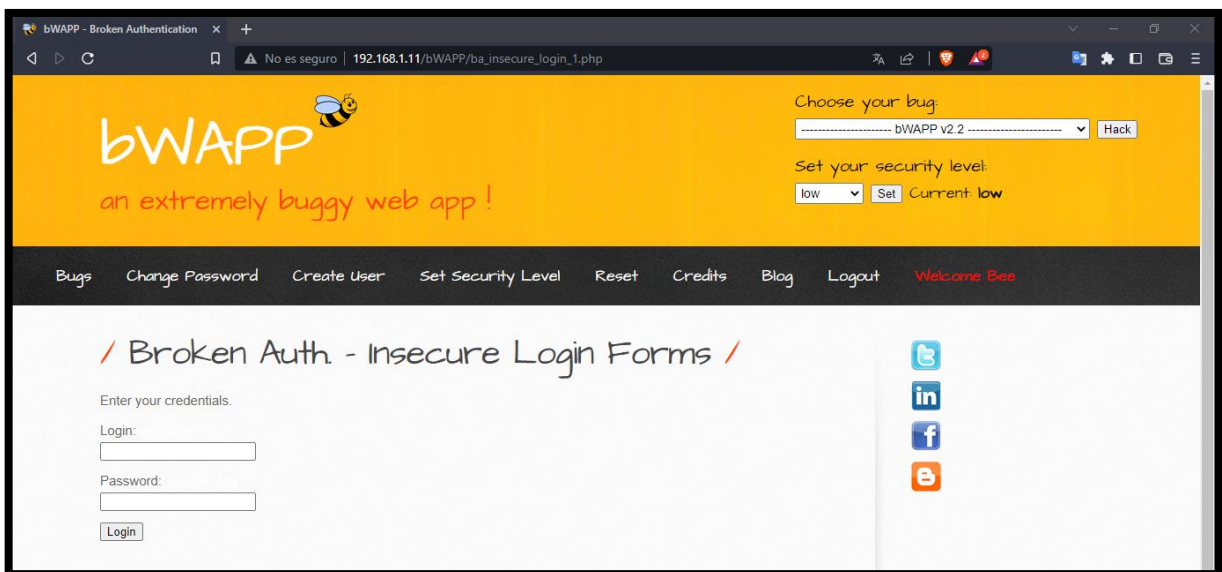 bWAPP - Broken Authentication
No es seguro | 192.168.1.11/bWAPP/ba_insecure_login_1.php
bWAPP
an extremely buggy web app !
Choose your bug:
---------------------- bWAPP v2.2 ----------------------- Hack
Set your security level:
low Set Current: low
Bugs Change Password Create User Set Security Level Reset Credits Blog Logout Welcome Bee
/ Broken Auth. - Insecure Login Forms /
Enter your credentials.
Login:
Password:
Login